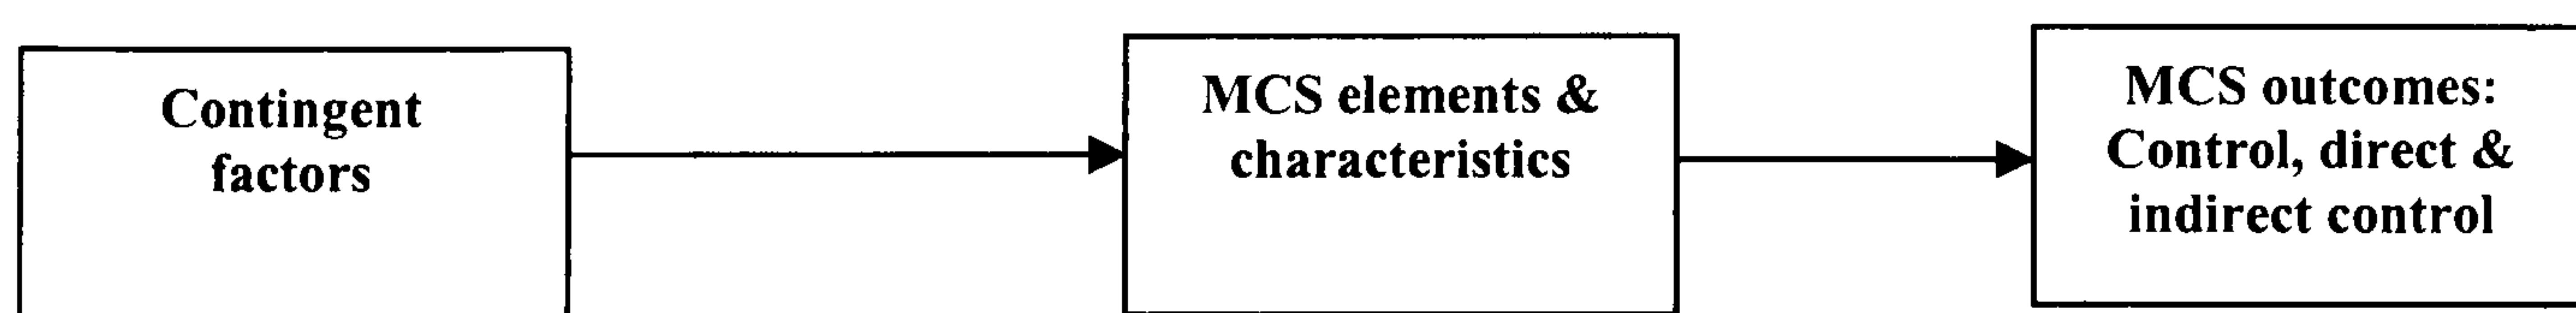 Contingent
factors
MCS elements &
characteristics
MCS outcomes:
Control, direct &
indirect control